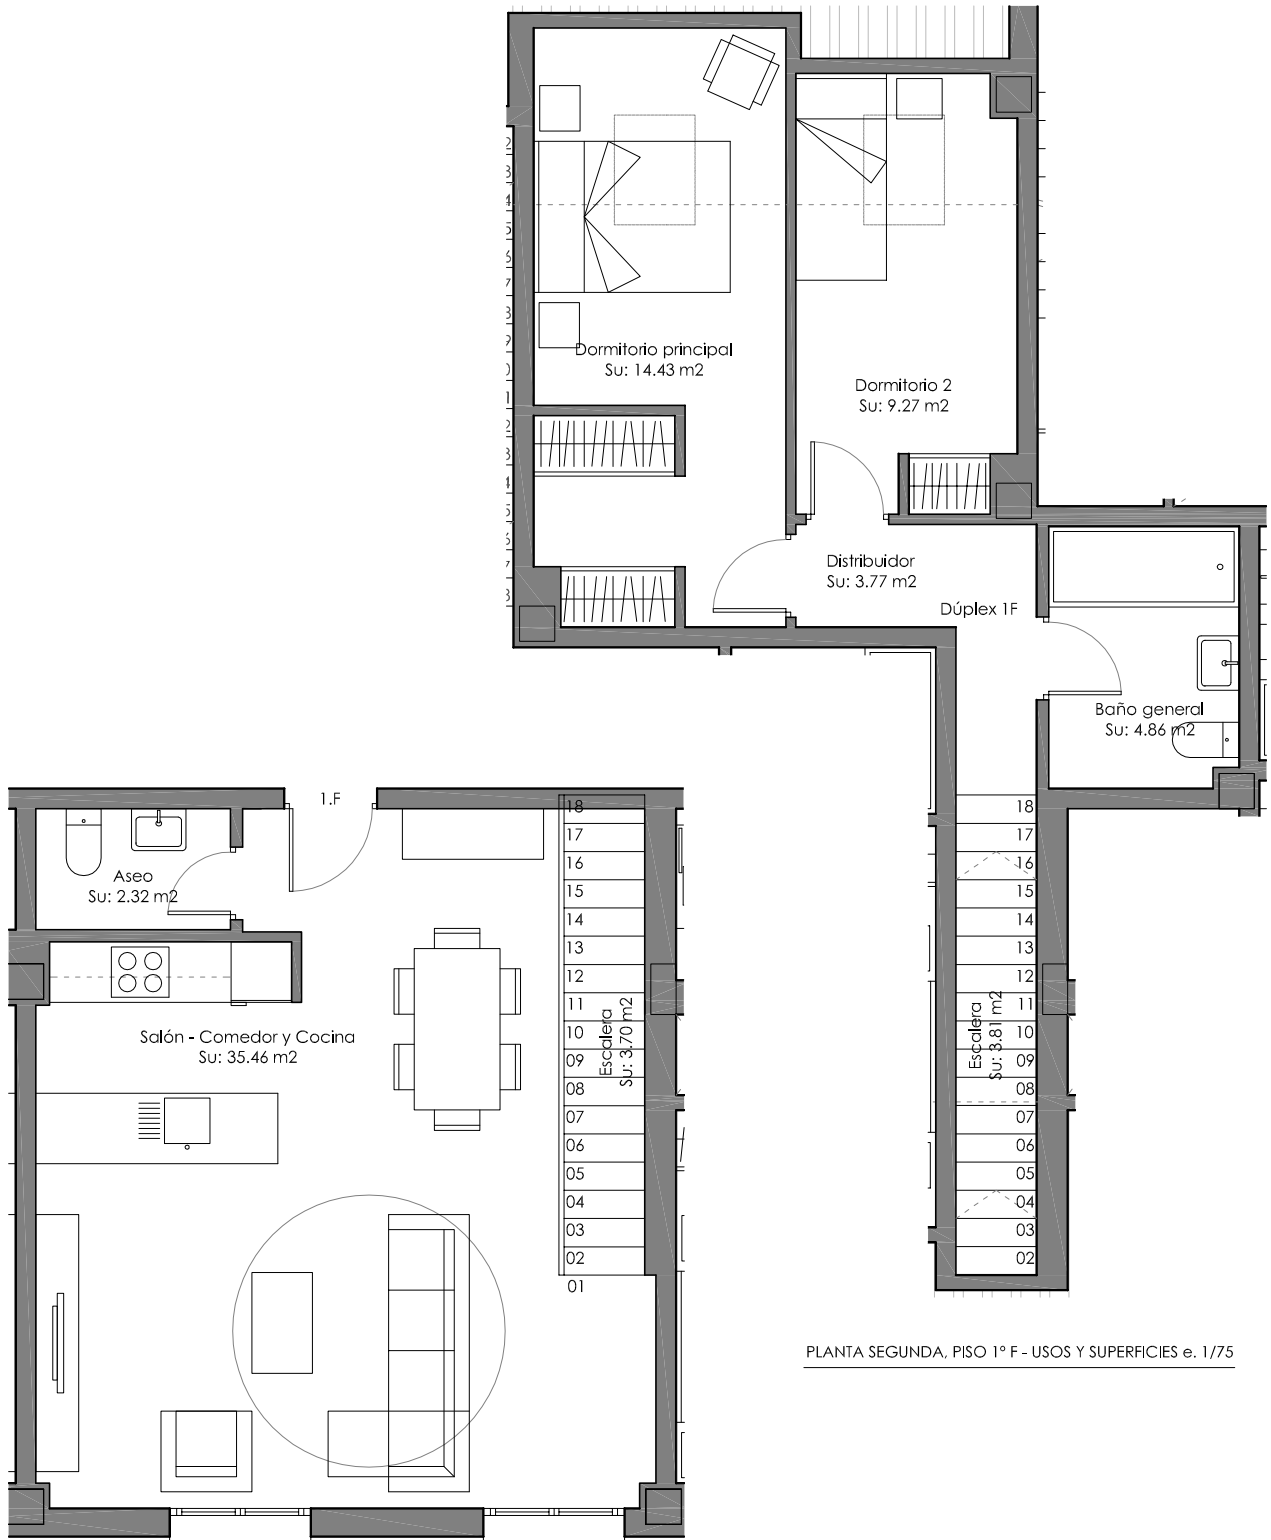 Dormitorio principal
Su: 14.43 m2
Dormitorio 2
Su: 9.27 m2
Distribuidor
Su: 3.77 m2
Dúplex 1F
Baño general
Su: 4.86 m2
1.F
Aseo
Su: 2.32 m2
Salón - Comedor y Cocina
Su: 35.46 m2
18
17
16
15
14
13
12
11
10
09
08
07
06
05
04
03
02
01
Escalera
Su: 3.70 m2
18
17
16
15
14
13
12
11
10
09
08
07
06
05
04
03
02
Escalera
Su: 3.81 m2
PLANTA SEGUNDA, PISO 1º F - USOS Y SUPERFICIES e. 1/75